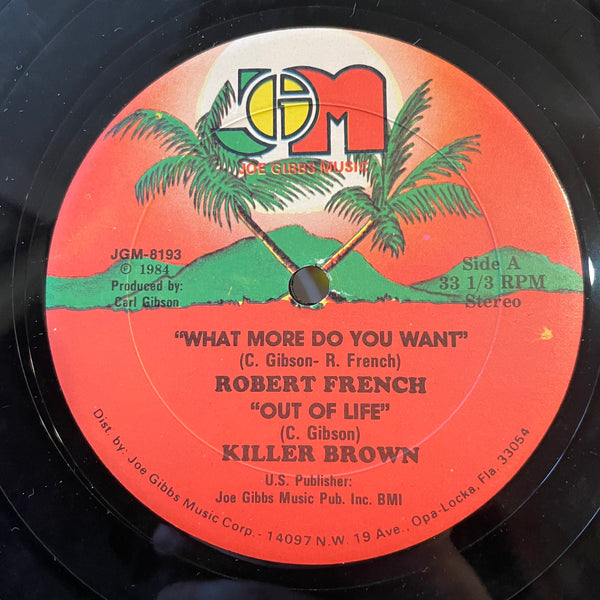 JGM
JOE GIBBS MUSIC
JGM-8193
© 1984
Produced by:
Carl Gibson
Side A
33 1/3 RPM
Stereo
"WHAT MORE DO YOU WANT"
(C. Gibson- R. French)
ROBERT FRENCH
"OUT OF LIFE"
(C. Gibson)
KILLER BROWN
U.S. Publisher:
Joe Gibbs Music Pub. Inc. BMI
Dist. by: Joe Gibbs Music Corp. - 14097 N.W. 19 Ave., Opa-Locka, Fla. 33054